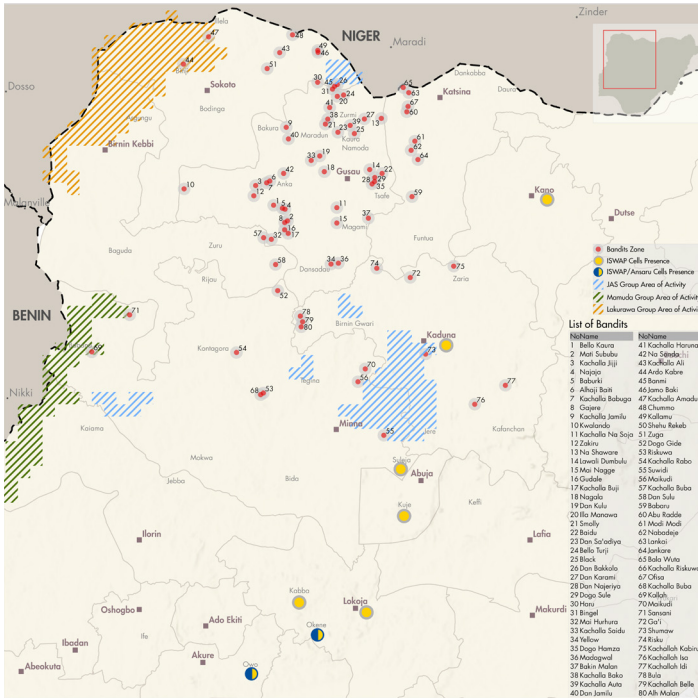 Zinder
NIGER
Maradi
Illela
Dosso
Sokoto
Binji
Bodinga
Argungu
Birnin Kebbi
Malanville
Dankabba
Daura
Katsina
Zurmi
Kaura
Namoda
Bakura
Maradun
Gusau
Anka
Tsafe
Magami
Funtua
Kano
Dutse
Zuru
Bagudo
Dansadau
Rijau
Zaria
BENIN
Birnin Gwari
Kaduna
Kontagora
Tegina
Nikki
Kaiama
Minna
Jere
Kafanchan
Mokwa
Bida
Jebba
Suleja
Abuja
Kuje
Keffi
Ilorin
Lafia
Kabba
Lokoja
Okene
Oshogbo
Ado Ekiti
Ife
Ibadan
Akure
Owo
Abeokuta
Makurdi
Bandits Zone
ISWAP Cells Presence
ISWAP/Ansaru Cells Presence
JAS Group Area of Activity
Mamuda Group Area of Activit
Lakurawa Group Area of Activi
List of Bandits
No Name
1 Bello Kaura
2 Mati Sububu
3 Kachalla Jijji
4 Najaja
5 Baburki
6 Alhaji Baiti
7 Kachalla Babuga
8 Gajere
9 Kachalla Jamilu
10 Kwalando
11 Kachalla Na Soja
12 Zakiru
13 Na Shaware
14 Lawali Dumbulu
15 Mai Nagge
16 Gudale
17 Kachalla Buji
18 Nagala
19 Dan Kulu
20 Illo Manawa
21 Smolly
22 Baidu
23 Dan Sa'adiya
24 Bello Turji
25 Black
26 Dan Bakkolo
27 Dan Karami
28 Dan Najeriya
29 Dogo Sule
30 Haru
31 Bingel
32 Mai Hurhura
33 Kachalla Saidu
34 Yellow
35 Dogo Hamza
36 Madagwal
37 Bakin Malan
38 Kachalla Bako
39 Kachalla Auta
40 Dan Jamilu
No Name
41 Kachalla Haruna
42 Na Sanda
43 Kachalla Ali
44 Ardo Kabre
45 Banmi
46 Jamo Baki
47 Kachalla Amadu
48 Chummo
49 Kallamu
50 Shehu Rekeb
51 Zuga
52 Dogo Gide
53 Riskuwa
54 Kachalla Rabo
55 Suwidi
56 Maikudi
57 Kachalla Buba
58 Dan Sulu
59 Babaru
60 Abu Radde
61 Modi Modi
62 Nabadeje
63 Lankai
64 Jankare
65 Bala Wuta
66 Kachalla Riskuwa
67 Ofisa
68 Kachalla Buba
69 Kallah
70 Maikudi
71 Sansani
72 Ga'i
73 Shumaw
74 Risku
75 Kachallah Kabiru
76 Kachallah Isa
77 Kachallah Idi
78 Bula
79 Kachallah Bello
80 Alh Malan